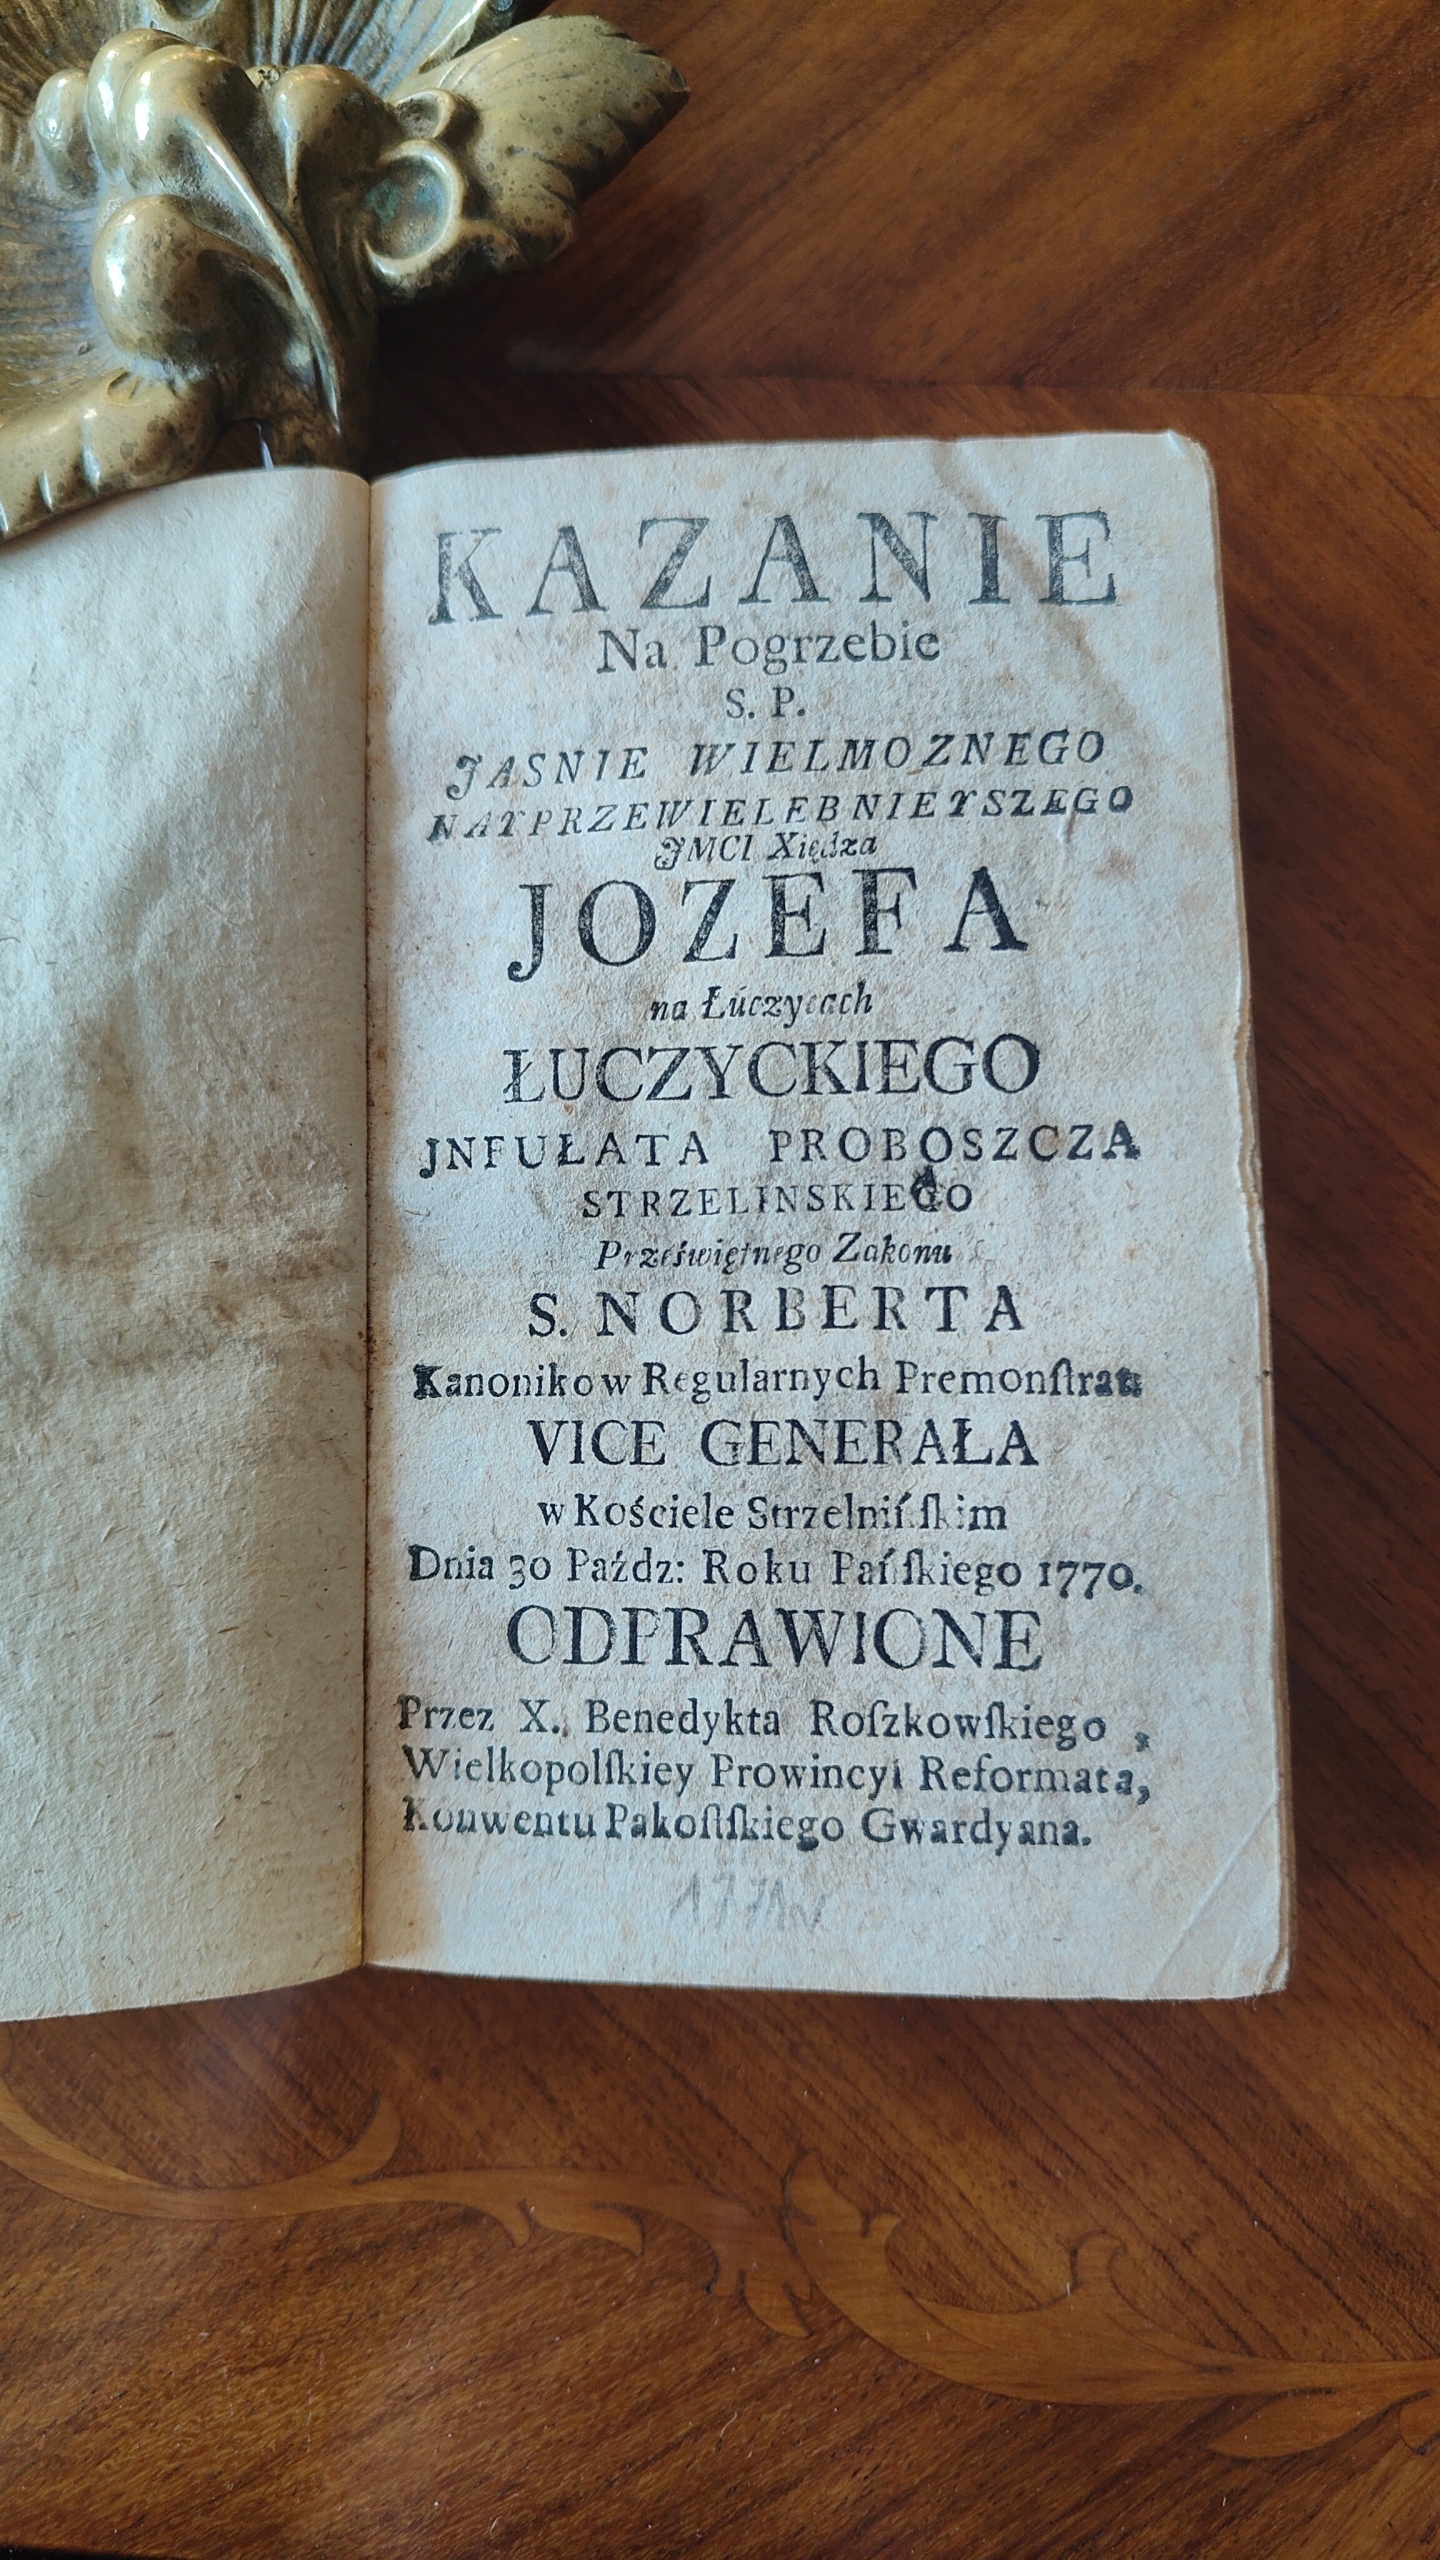 KAZANIE
Na Pogrzebie
S. P.
JASNIE WIELMOZNEGO
NAYPRZEWIELEBNIEYSZEGO
JMCI Xiędza
JOZEFA
na Łuczycach
ŁUCZYCKIEGO
JNFUŁATA PROBOSZCZA
STRZELINSKIEGO
Przeświętnego Zakonu
S. NORBERTA
Kanonikow Regularnych Premonſtrat:
VICE GENERAŁA
w Kościele Strzelnińſkim
Dnia 30 Paźdz: Roku Pańſkiego 1770.
ODPRAWIONE
Przez X. Benedykta Roſzkowſkiego,
Wielkopolſkiey Prowincyi Reformata,
Konwentu Pakoſtſkiego Gwardyana.